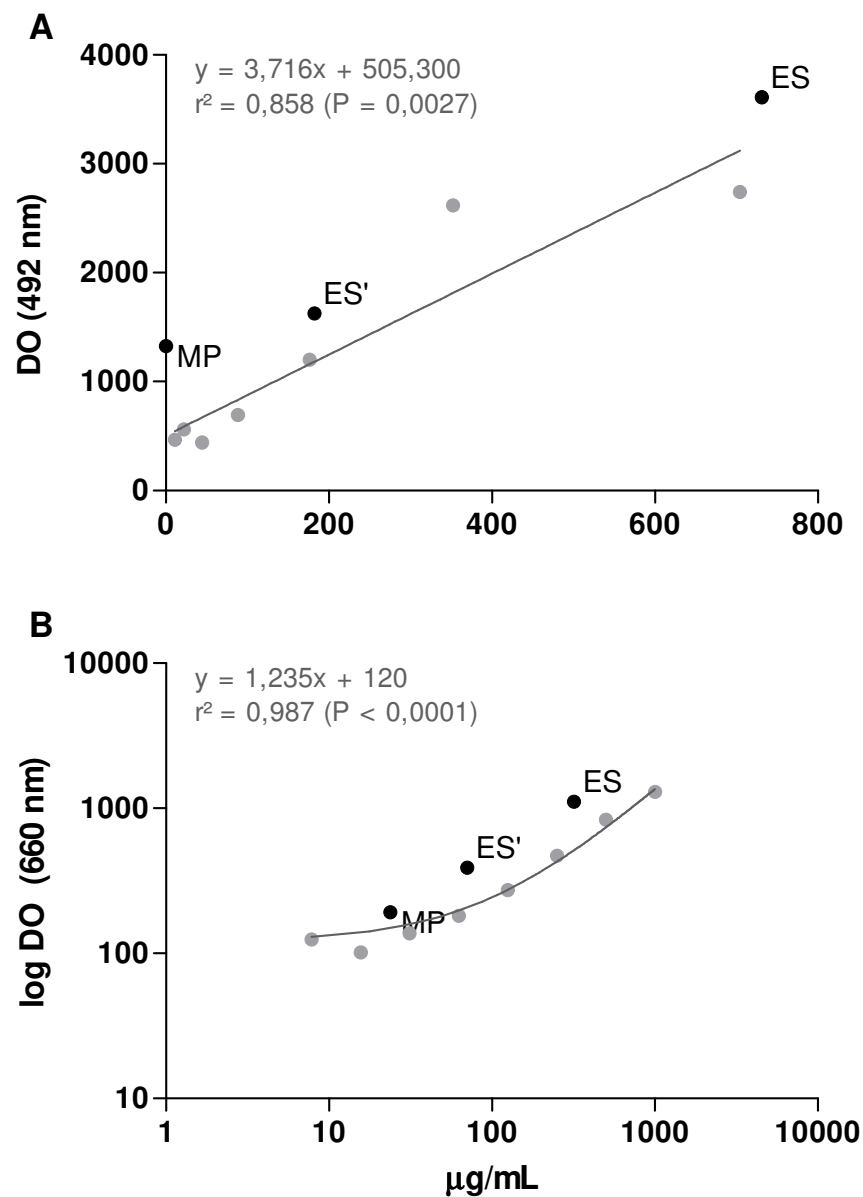 A
4000
3000
2000
1000
0
DO (492 nm)
y = 3,716x + 505,300
r² = 0,858 (P = 0,0027)
ES
ES'
MP
0 200 400 600 800
B
10000
1000
100
10
log DO (660 nm)
y = 1,235x + 120
r² = 0,987 (P < 0,0001)
ES
ES'
MP
1 10 100 1000 10000
μg/mL